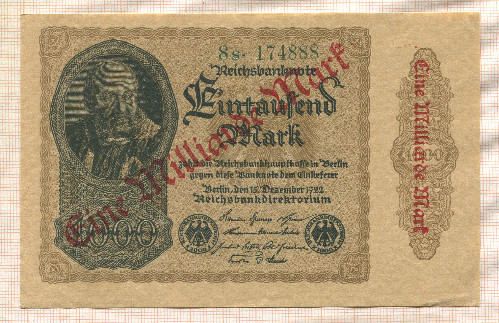 8s· 174888
Reichsbanknote
Eintausend
Mark
zahlt die Reichsbankhauptkasse in Berlin
gegen diese Banknote dem Einlieferer
Berlin, den 15. Dezember 1922
Reichsbankdirektorium
1000
Eine Milliarde Mark
Eine Milliarde Mark